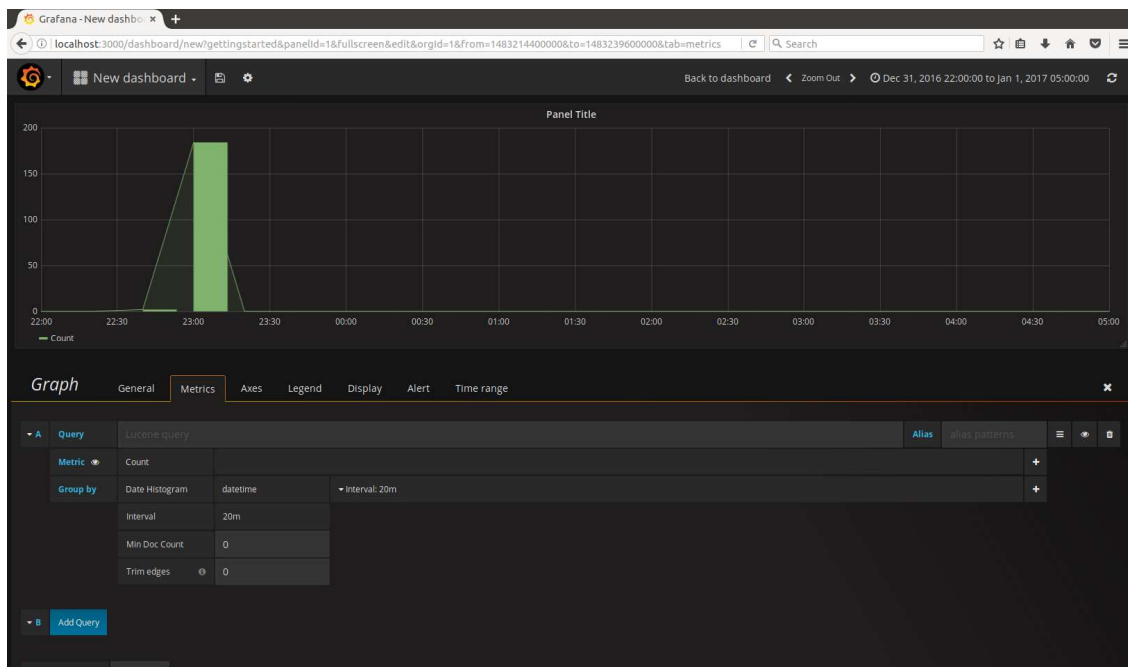 Grafana - New dashbo × +
localhost:3000/dashboard/new?gettingstarted&panelId=1&fullscreen&edit&orgId=1&from=1483214400000&to=1483239600000&tab=metrics Search
New dashboard Back to dashboard Zoom Out Dec 31, 2016 22:00:00 to Jan 1, 2017 05:00:00
Panel Title
200
150
100
50
0
22:00 22:30 23:00 23:30 00:00 00:30 01:00 01:30 02:00 02:30 03:00 03:30 04:00 04:30 05:00
Count
Graph General Metrics Axes Legend Display Alert Time range ×
A Query Lucene query Alias alias patterns
Metric Count +
Group by Date Histogram datetime Interval: 20m +
Interval 20m
Min Doc Count 0
Trim edges 0
B Add Query